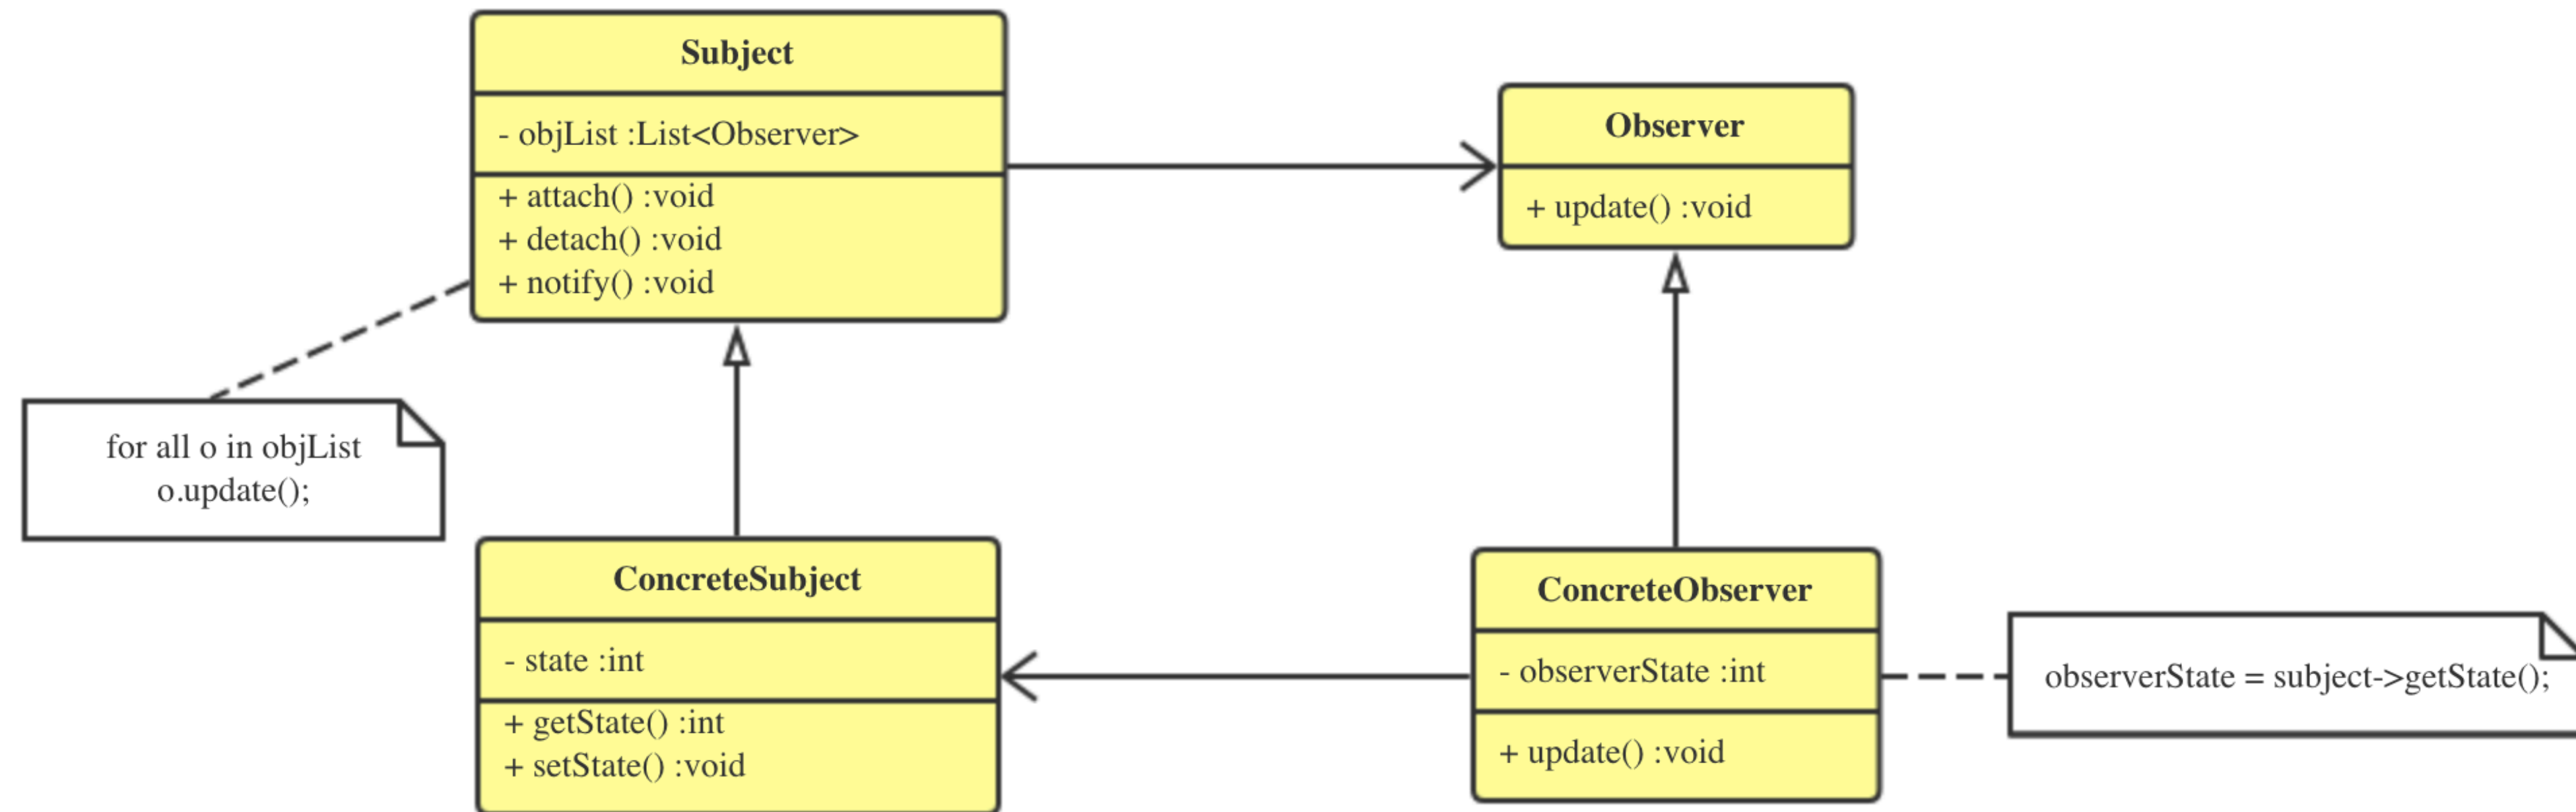 Subject
- objList :List<Observer>
+ attach() :void
+ detach() :void
+ notify() :void
Observer
+ update() :void
for all o in objList
o.update();
ConcreteSubject
- state :int
+ getState() :int
+ setState() :void
ConcreteObserver
- observerState :int
+ update() :void
observerState = subject->getState();